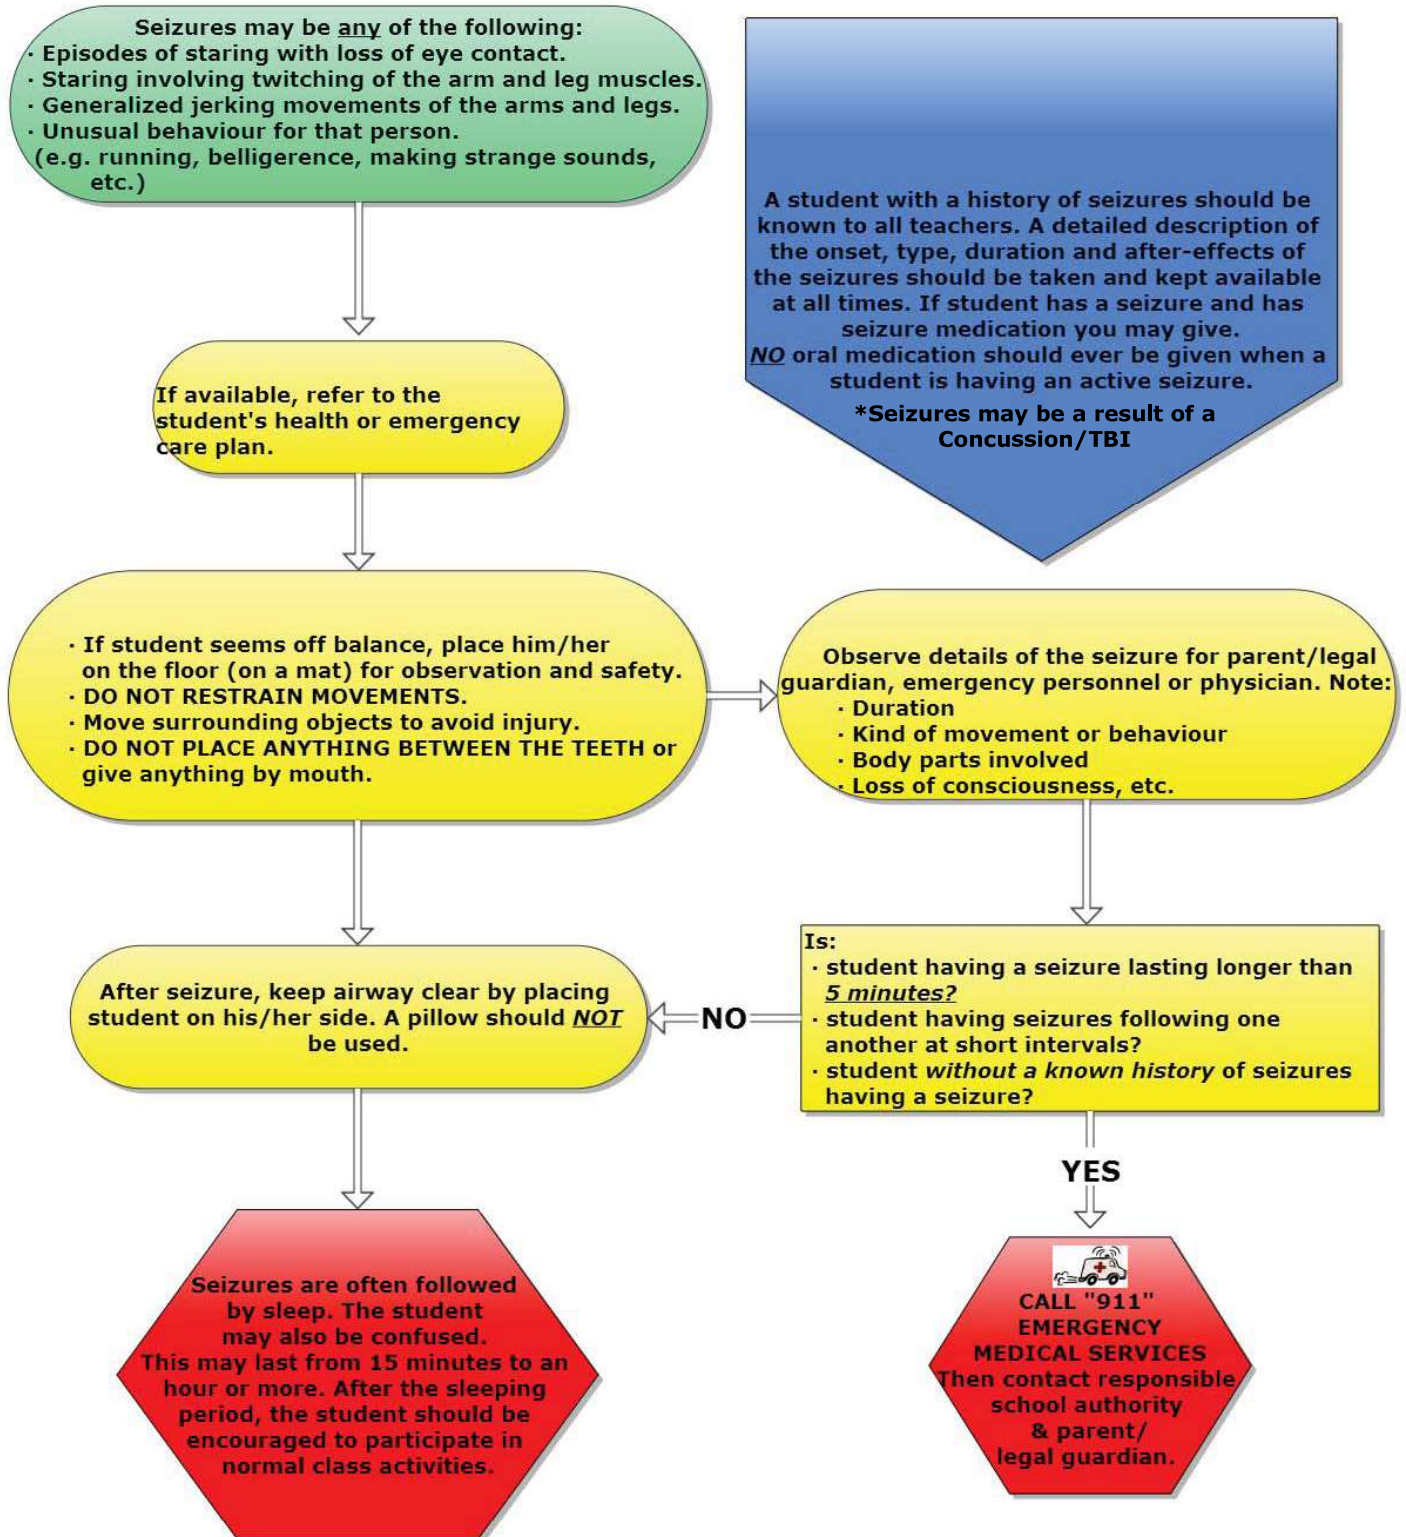 Seizures may be any of the following:
· Episodes of staring with loss of eye contact.
· Staring involving twitching of the arm and leg muscles.
· Generalized jerking movements of the arms and legs.
· Unusual behaviour for that person.
(e.g. running, belligerence, making strange sounds,
etc.)
A student with a history of seizures should be
known to all teachers. A detailed description of
the onset, type, duration and after-effects of
the seizures should be taken and kept available
at all times. If student has a seizure and has
seizure medication you may give.
NO oral medication should ever be given when a
student is having an active seizure.
*Seizures may be a result of a
Concussion/TBI
If available, refer to the
student's health or emergency
care plan.
· If student seems off balance, place him/her
on the floor (on a mat) for observation and safety.
· DO NOT RESTRAIN MOVEMENTS.
· Move surrounding objects to avoid injury.
· DO NOT PLACE ANYTHING BETWEEN THE TEETH or
give anything by mouth.
Observe details of the seizure for parent/legal
guardian, emergency personnel or physician. Note:
· Duration
· Kind of movement or behaviour
· Body parts involved
· Loss of consciousness, etc.
Is:
· student having a seizure lasting longer than
5 minutes?
· student having seizures following one
another at short intervals?
· student without a known history of seizures
having a seizure?
NO
After seizure, keep airway clear by placing
student on his/her side. A pillow should NOT
be used.
YES
Seizures are often followed
by sleep. The student
may also be confused.
This may last from 15 minutes to an
hour or more. After the sleeping
period, the student should be
encouraged to participate in
normal class activities.
CALL "911"
EMERGENCY
MEDICAL SERVICES
Then contact responsible
school authority
& parent/
legal guardian.